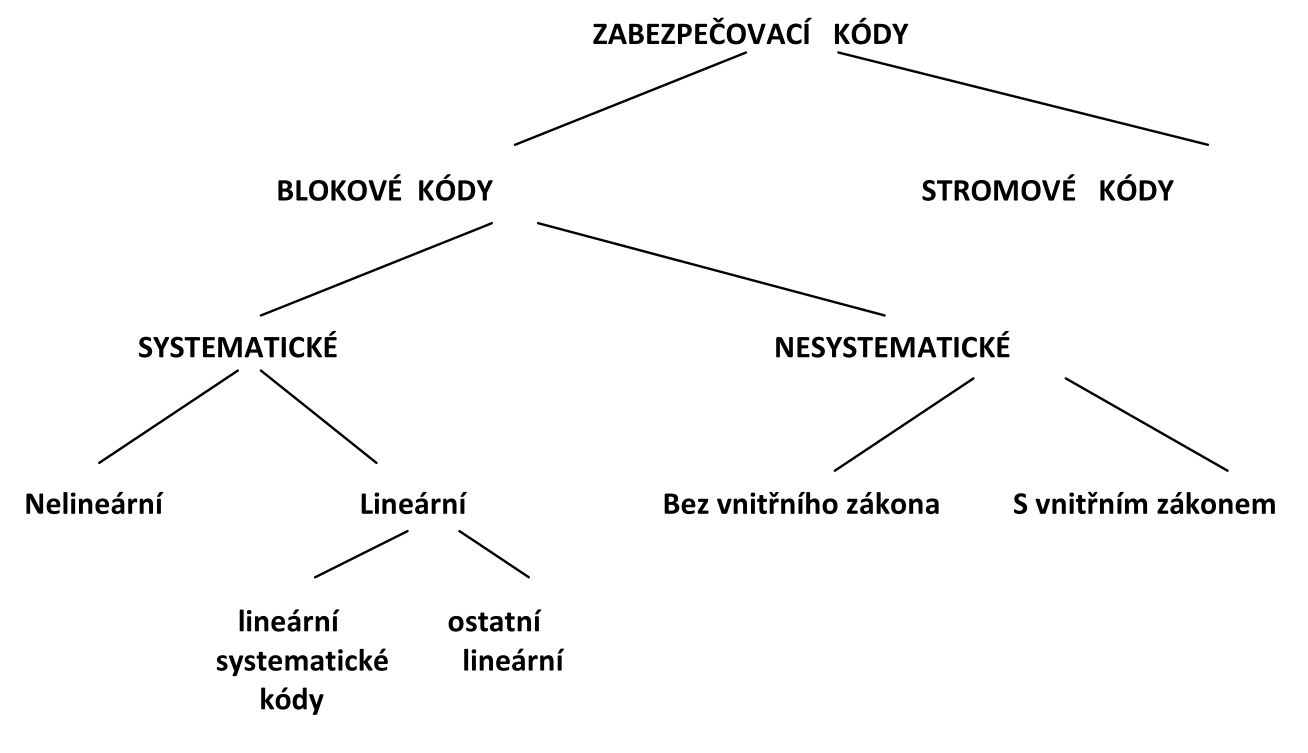 ZABEZPEČOVACÍ KÓDY
BLOKOVÉ KÓDY
STROMOVÉ KÓDY
SYSTEMATICKÉ
NESYSTEMATICKÉ
Nelineární
Lineární
Bez vnitřního zákona
S vnitřním zákonem
lineární
systematické
kódy
ostatní
lineární